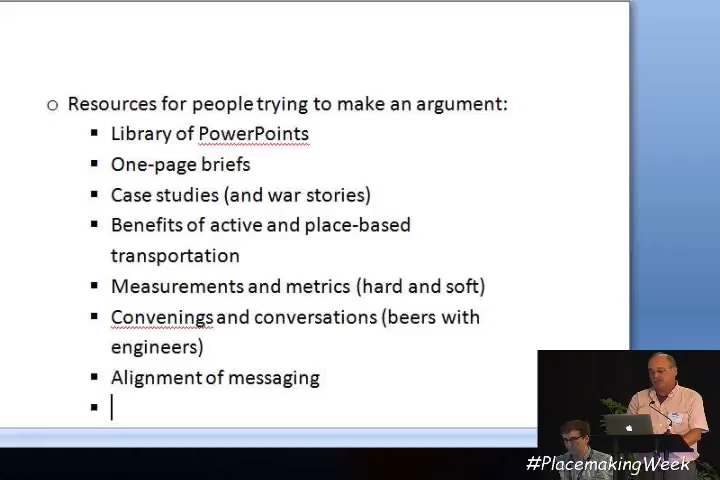 Resources for people trying to make an argument:
Library of PowerPoints
One-page briefs
Case studies (and war stories)
Benefits of active and place-based
transportation
Measurements and metrics (hard and soft)
Convenings and conversations (beers with
engineers)
Alignment of messaging
#PlacemakingWeek